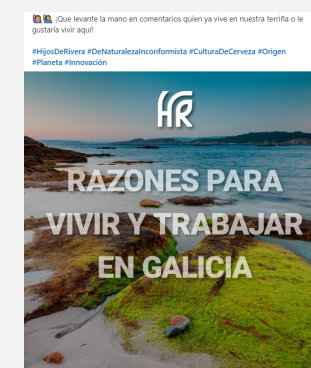 🙋🙋‍♂️ ¡Que levante la mano en comentarios quien ya vive en nuestra terriña o le
gustaría vivir aquí!
#HijosDeRivera #DeNaturalezaInconformista #CulturaDeCerveza #Origen
#Planeta #Innovación
HR
RAZONES PARA
VIVIR Y TRABAJAR
EN GALICIA